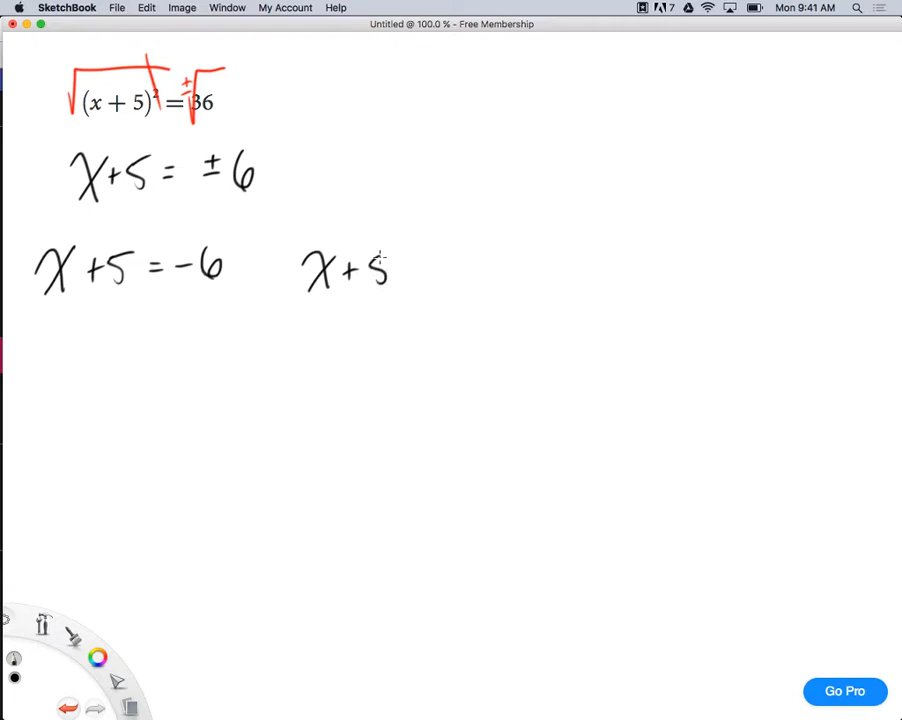 SketchBook File Edit Image Window My Account Help 7 Mon 9:41 AM
Untitled @ 100.0 % - Free Membership
√(x + 5)² = ±√36
x+5 = ±6
x+5=-6 x+5
Go Pro